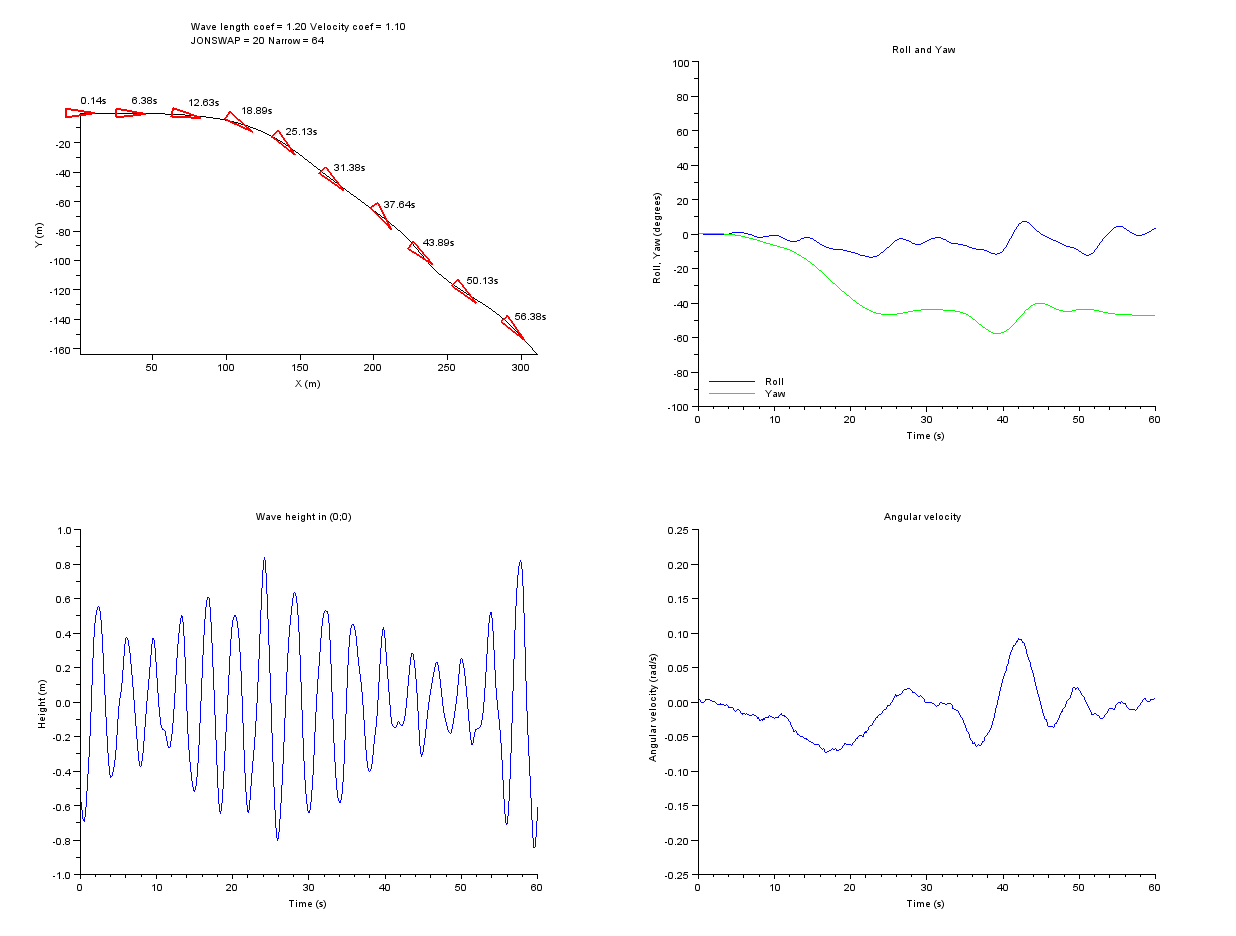 Wave length coef = 1.20 Velocity coef = 1.10
JONSWAP = 20 Narrow = 64
0.14s
6.38s
12.63s
18.89s
25.13s
31.38s
37.64s
43.89s
50.13s
56.38s
-20
-40
-60
-80
-100
-120
-140
-160
Y (m)
50
100
150
200
250
300
X (m)
Roll and Yaw
100
80
60
40
20
0
-20
-40
-60
-80
-100
Roll, Yaw (degrees)
Roll
Yaw
0
10
20
30
40
50
60
Time (s)
Wave height in (0;0)
1.0
0.8
0.6
0.4
0.2
0.0
-0.2
-0.4
-0.6
-0.8
-1.0
Height (m)
0
10
20
30
40
50
60
Time (s)
Angular velocity
0.25
0.20
0.15
0.10
0.05
0.00
-0.05
-0.10
-0.15
-0.20
-0.25
Angular velocity (rad/s)
0
10
20
30
40
50
60
Time (s)